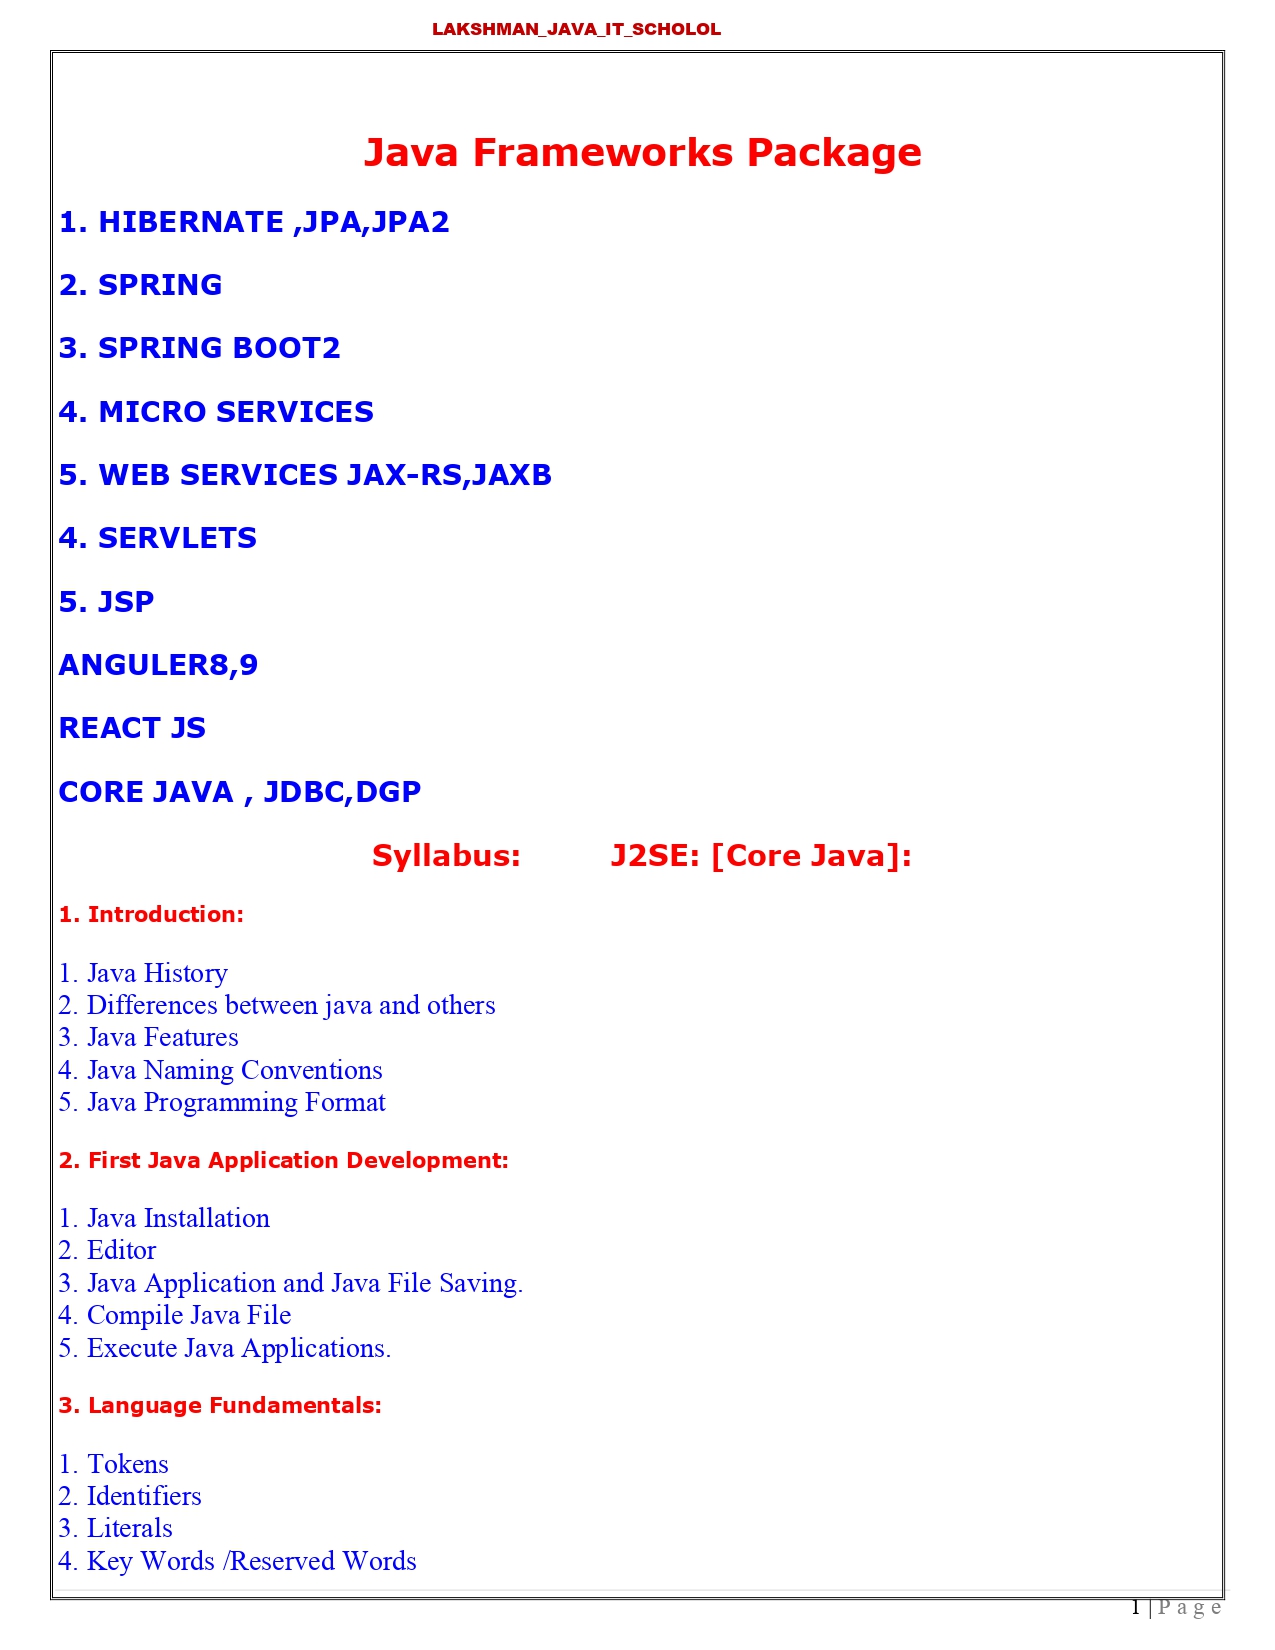 LAKSHMAN_JAVA_IT_SCHOLOL
Java Frameworks Package
1. HIBERNATE ,JPA,JPA2
2. SPRING
3. SPRING BOOT2
4. MICRO SERVICES
5. WEB SERVICES JAX-RS,JAXB
4. SERVLETS
5. JSP
ANGULER8,9
REACT JS
CORE JAVA , JDBC,DGP
Syllabus: J2SE: [Core Java]:
1. Introduction:
1. Java History
2. Differences between java and others
3. Java Features
4. Java Naming Conventions
5. Java Programming Format
2. First Java Application Development:
1. Java Installation
2. Editor
3. Java Application and Java File Saving.
4. Compile Java File
5. Execute Java Applications.
3. Language Fundamentals:
1. Tokens
2. Identifiers
3. Literals
4. Key Words /Reserved Words
1 | P a g e